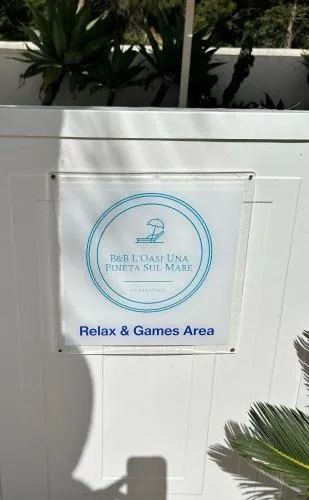 B&B L'Oasi Una
Pineta Sul Mare
Relax & Games Area